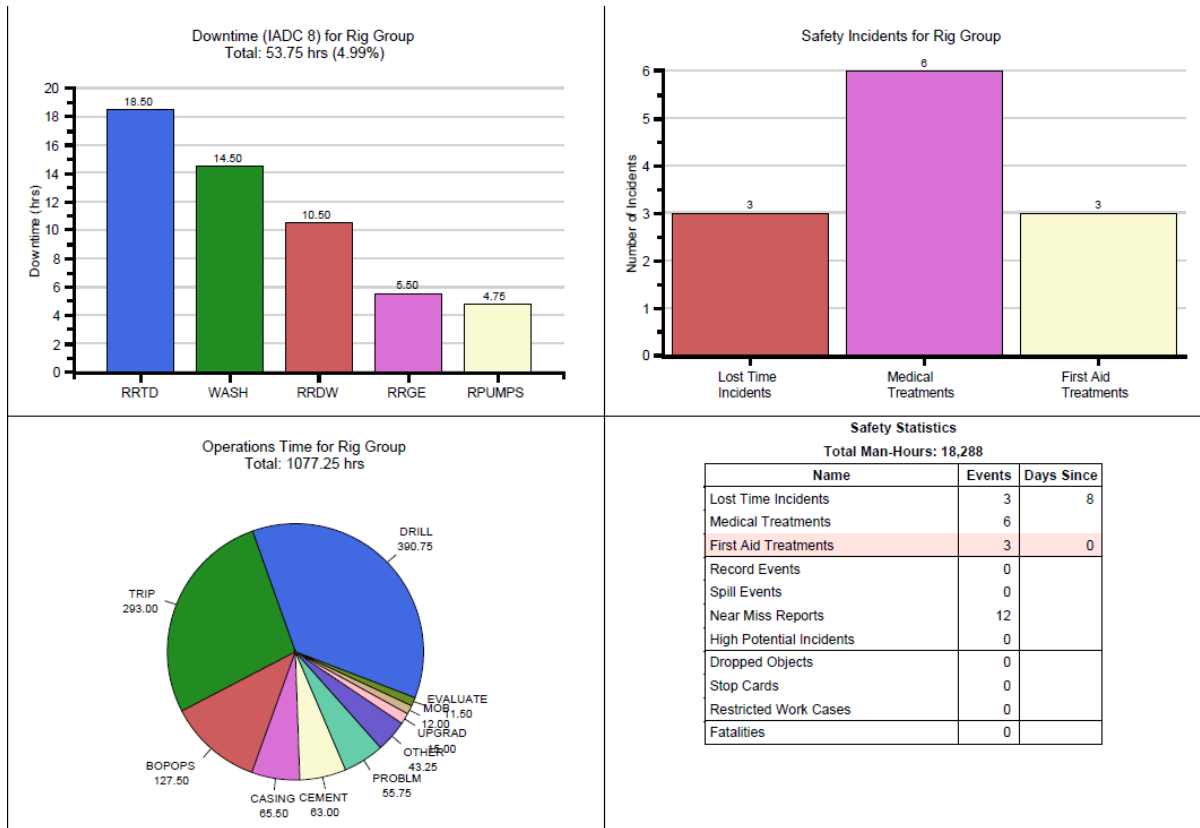 Downtime (IADC 8) for Rig Group
Total: 53.75 hrs (4.99%)
Downtime (hrs)
20
18
16
14
12
10
8
6
4
2
0
18.50
14.50
10.50
5.50
4.75
RRTD WASH RRDW RRGE RPUMPS
Safety Incidents for Rig Group
Number of Incidents
6
5
4
3
2
1
0
3
6
3
Lost Time Incidents
Medical Treatments
First Aid Treatments
Operations Time for Rig Group
Total: 1077.25 hrs
DRILL
390.75
TRIP
293.00
BOPOPS
127.50
CASING
65.50
CEMENT
63.00
PROBLM
55.75
OTHER
43.25
UPGRAD
15.00
MOB
12.00
EVALUATE
11.50
Safety Statistics
Total Man-Hours: 18,288
Name Events Days Since
Lost Time Incidents 3 8
Medical Treatments 6
First Aid Treatments 3 0
Record Events 0
Spill Events 0
Near Miss Reports 12
High Potential Incidents 0
Dropped Objects 0
Stop Cards 0
Restricted Work Cases 0
Fatalities 0